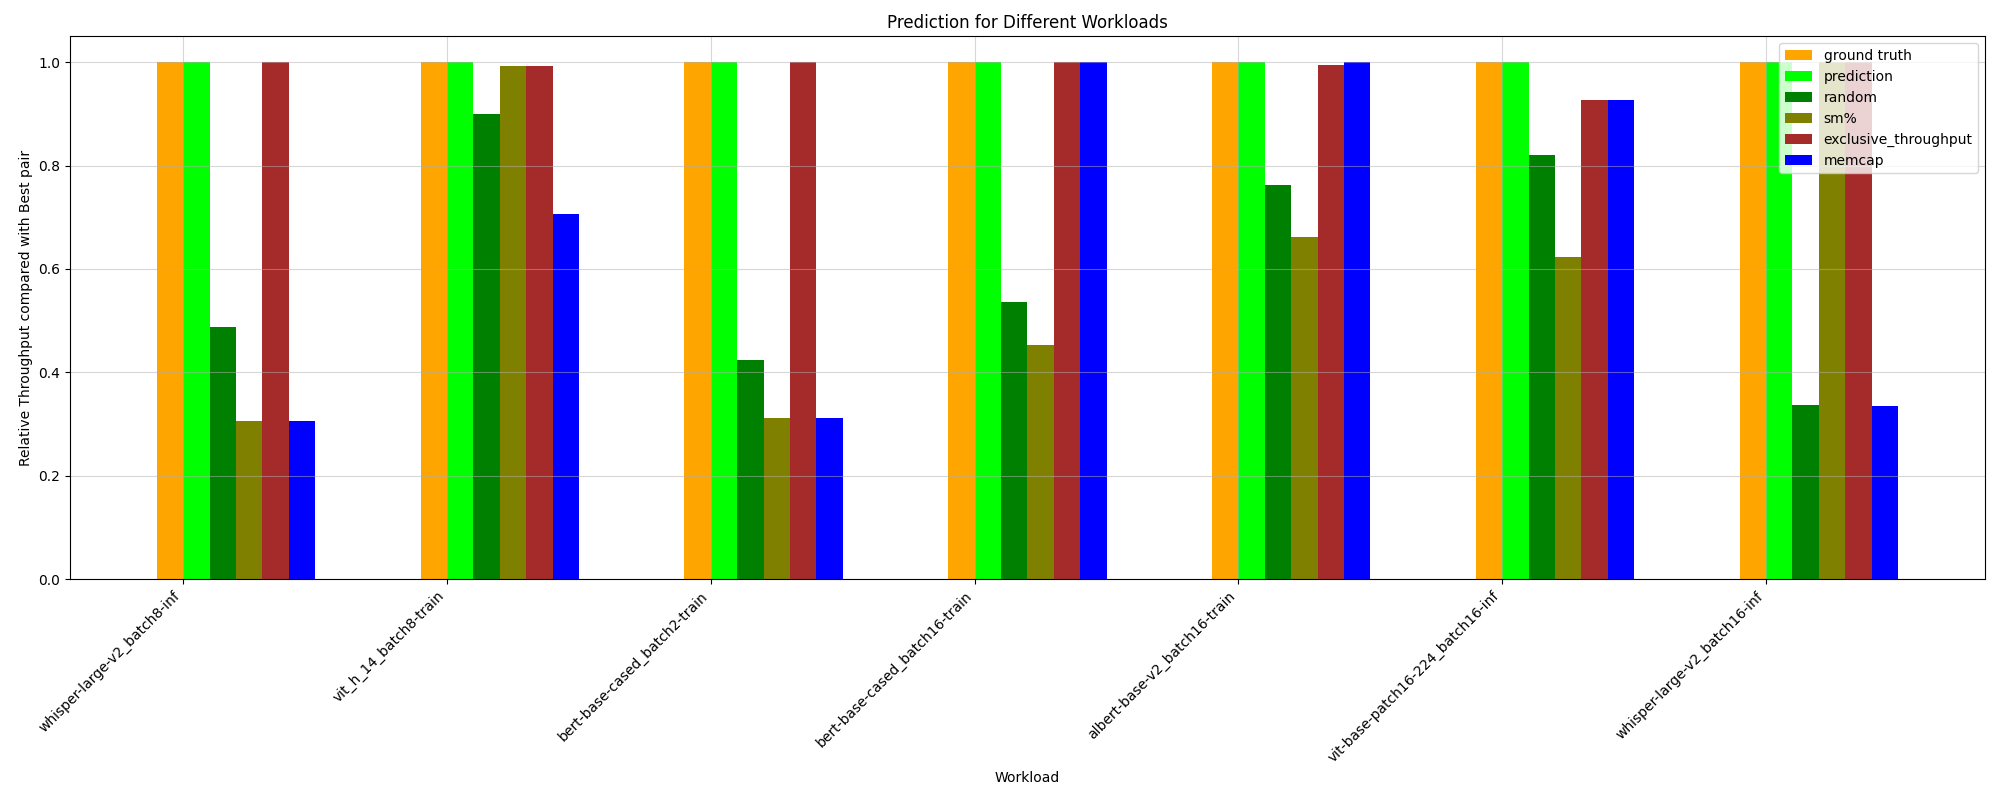 Prediction for Different Workloads
Relative Throughput compared with Best pair
1.0
0.8
0.6
0.4
0.2
0.0
ground truth
prediction
random
sm%
exclusive_throughput
memcap
whisper-large-v2_batch8-inf
vit_h_14_batch8-train
bert-base-cased_batch2-train
bert-base-cased_batch16-train
albert-base-v2_batch16-train
vit-base-patch16-224_batch16-inf
whisper-large-v2_batch16-inf
Workload